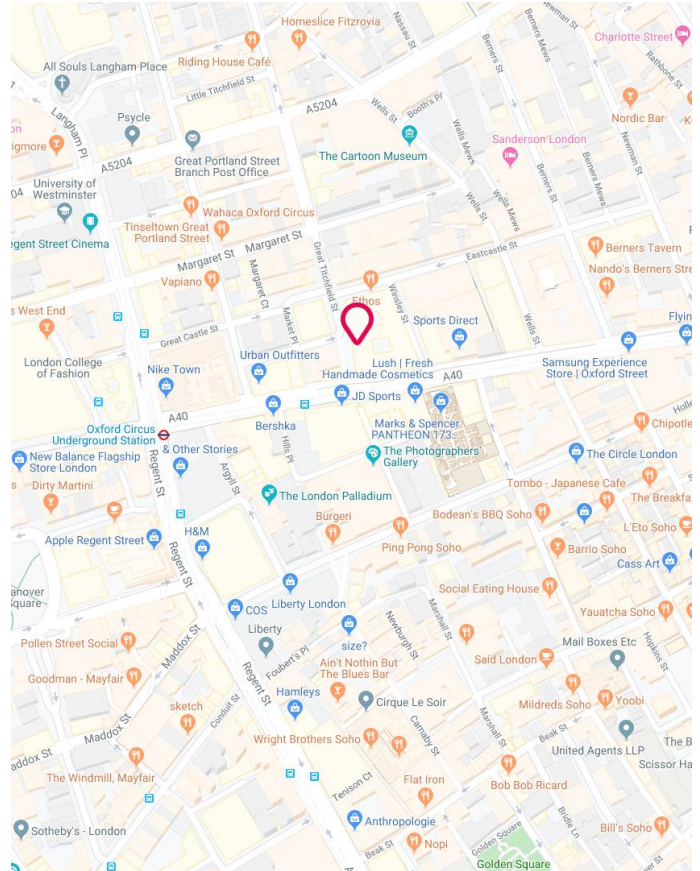 Homeslice Fitzrovia
Nassau St
Newman St
Berners St
Berners Mews
Charlotte Street
Rathbone St
Riding House Café
All Souls Langham Place
Little Titchfield St
A5204
Langham Pl
Psycle
Wells St
Booth's Pl
Nordic Bar
Sanderson London
The Cartoon Museum
Wells Mews
Newman St
igmore
Great Portland Street
Branch Post Office
A5204
04
University of
Westminster
Berners St
Wahaca Oxford Circus
Wells St
Wells Mews
Tinseltown Great
Portland Street
egent Street Cinema
Margaret St
Margaret St
Great Titchfield St
Eastcastle St
Berners Tavern
Vapiano
Margaret Ct
Nando's Berners Stre
Ethos
Winsley St
s West End
Market Pl
Great Castle St
Sports Direct
Wells St
Flyin
London College
of Fashion
Urban Outfitters
Nike Town
Lush | Fresh
Handmade Cosmetics
A40
Samsung Experience
Store | Oxford Street
JD Sports
A40
Bershka
Marks & Spencer
PANTHEON 173...
Holle
Chipotle
Oxford Circus
Underground Station
& Other Stories
Hills Pl
The Photographers'
Gallery
The Circle London
New Balance Flagship
Store London
Regent St
Argyll St
Dirty Martini
The London Palladium
Tombo - Japanese Cafe
The Breakfa
s
Burgeri
Bodean's BBQ Soho
L'Eto Soho
H&M
Apple Regent Street
Ping Pong Soho
Barrio Soho
Cass Art
Regent St
anover
Square
Liberty London
Social Eating House
COS
Marshall St
Yauatcha Soho
Liberty
size?
Newburgh St
Hopkins St
Pollen Street Social
Maddox St
Foubert's Pl
Mail Boxes Etc
Ain't Nothin But
The Blues Bar
Said London
Goodman - Mayfair
Regent St
Hamleys
Cirque Le Soir
Mildreds Soho
Yoobi
sketch
Conduit St
Carnaby St
Marshall St
Maddox St
Wright Brothers Soho
Beak St
United Agents LLP
The B
Scissor Ha
addox St
The Windmill, Mayfair
Tenison Ct
Flat Iron
Bob Bob Ricard
Bridle Ln
Anthropologie
Sotheby's - London
Nopi
Beak St
Golden Square
Bill's Soho
Golden Square